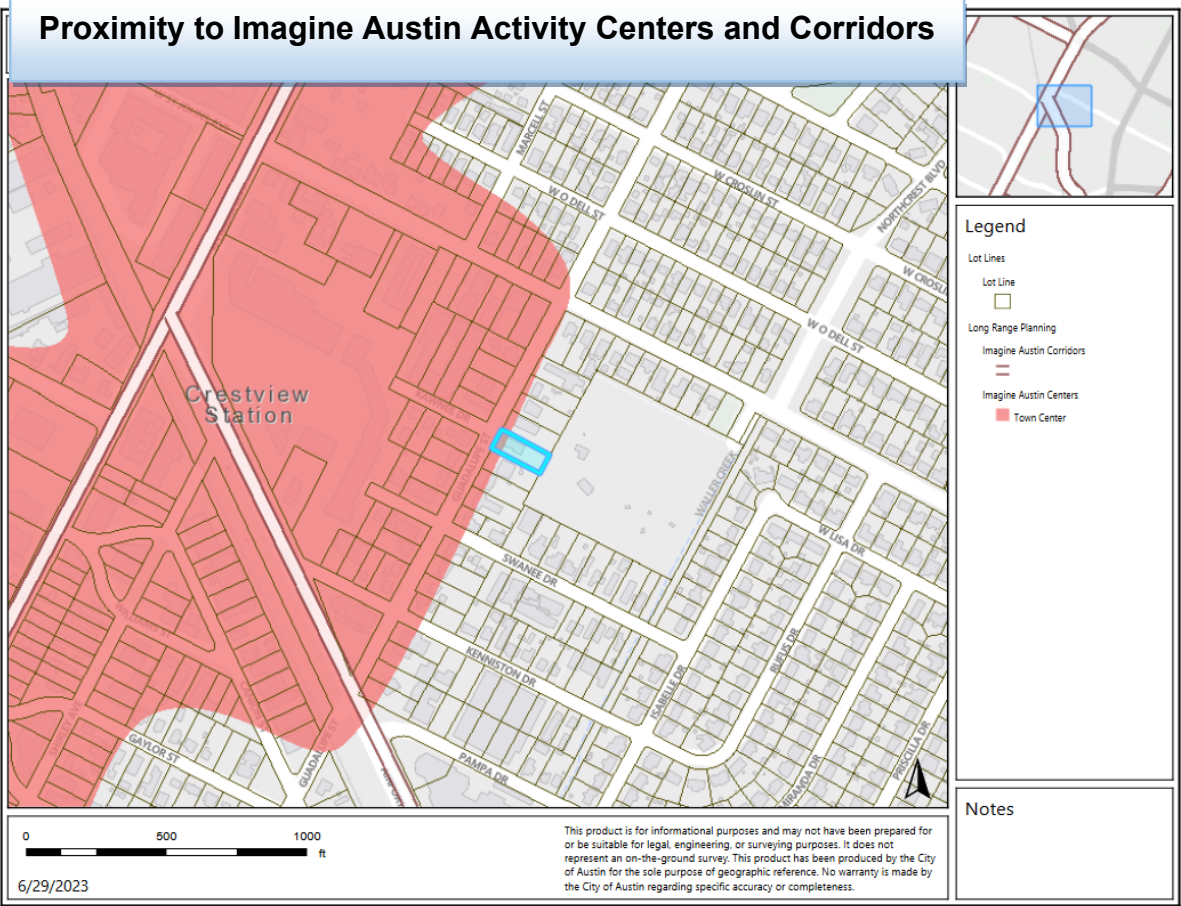 Proximity to Imagine Austin Activity Centers and Corridors
MARCELL ST
W O DELL ST
W CROSLIN ST
NORTHCREST BLVD
W O DELL ST
Crestview
Station
KAWNEE DR
GUADALUPE ST
WALLER CREEK
W LISA DR
SWANEE DR
KENNISTON DR
ISABELLE DR
RUFUS DR
WILLIAMS ST
SHIRLEY AVE
GAYLOR ST
GUADALUPE ST
PAMPA DR
MIRANDA DR
PRISCILLA DR
Legend
Lot Lines
Lot Line
Long Range Planning
Imagine Austin Corridors
Imagine Austin Centers
Town Center
Notes
0 500 1000
ft
6/29/2023
This product is for informational purposes and may not have been prepared for
or be suitable for legal, engineering, or surveying purposes. It does not
represent an on-the-ground survey. This product has been produced by the City
of Austin for the sole purpose of geographic reference. No warranty is made by
the City of Austin regarding specific accuracy or completeness.